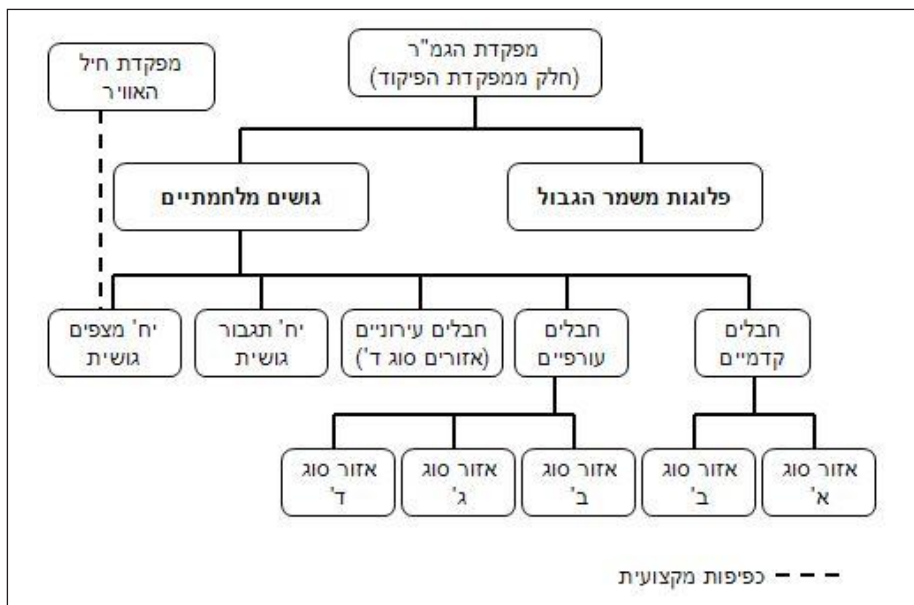 מפקדת הגמ"ר
(חלק ממפקדת הפיקוד)
מפקדת חיל
האוויר
פלוגות משמר הגבול
גושים מלחמתיים
חבלים
קדמיים
חבלים
עורפיים
חבלים עירוניים
(אזורים סוג ד')
יח' תגבור
גושית
יח' מצפים
גושית
אזור סוג
א'
אזור סוג
ב'
אזור סוג
ב'
אזור סוג
ג'
אזור סוג
ד'
כפיפות מקצועית